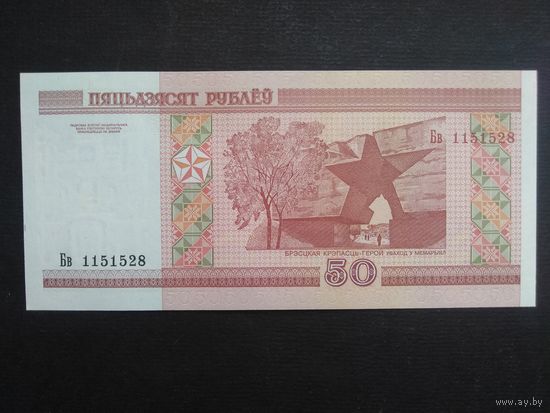 ПЯЦЬДЗЯСЯТ РУБЛЁЎ
Бв 1151528
Бв 1151528
БРЭСЦКАЯ КРЭПАСЦЬ-ГЕРОЙ УВАХОД У МЕМАРЫЯЛ
50
www.ay.by